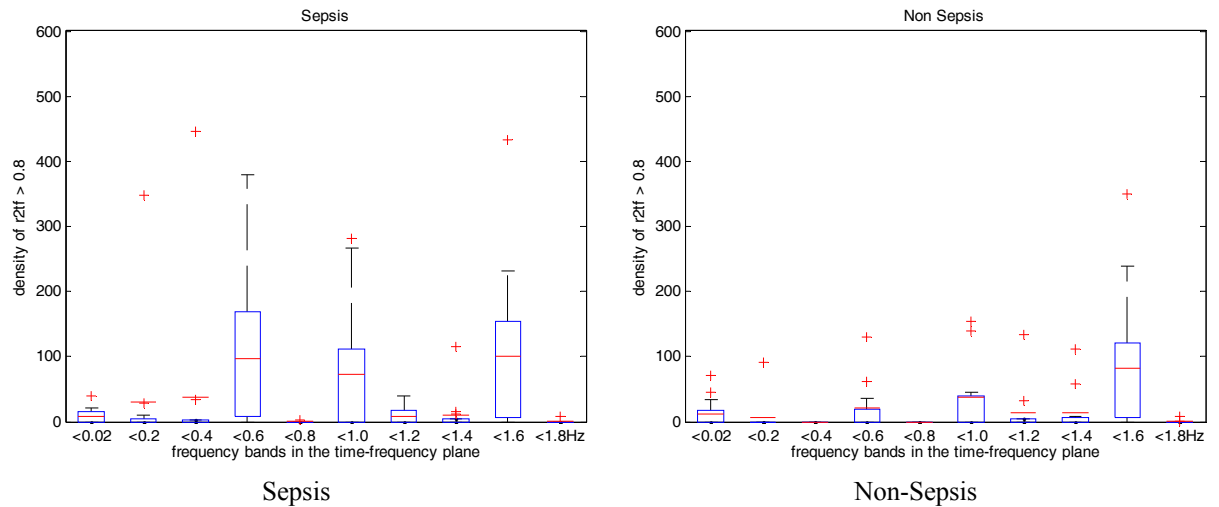 Sepsis
600
500
400
300
200
100
0
density of r2tf > 0.8
<0.02 <0.2 <0.4 <0.6 <0.8 <1.0 <1.2 <1.4 <1.6 <1.8Hz
frequency bands in the time-frequency plane
Sepsis
Non Sepsis
600
500
400
300
200
100
0
density of r2tf > 0.8
<0.02 <0.2 <0.4 <0.6 <0.8 <1.0 <1.2 <1.4 <1.6 <1.8Hz
frequency bands in the time-frequency plane
Non-Sepsis